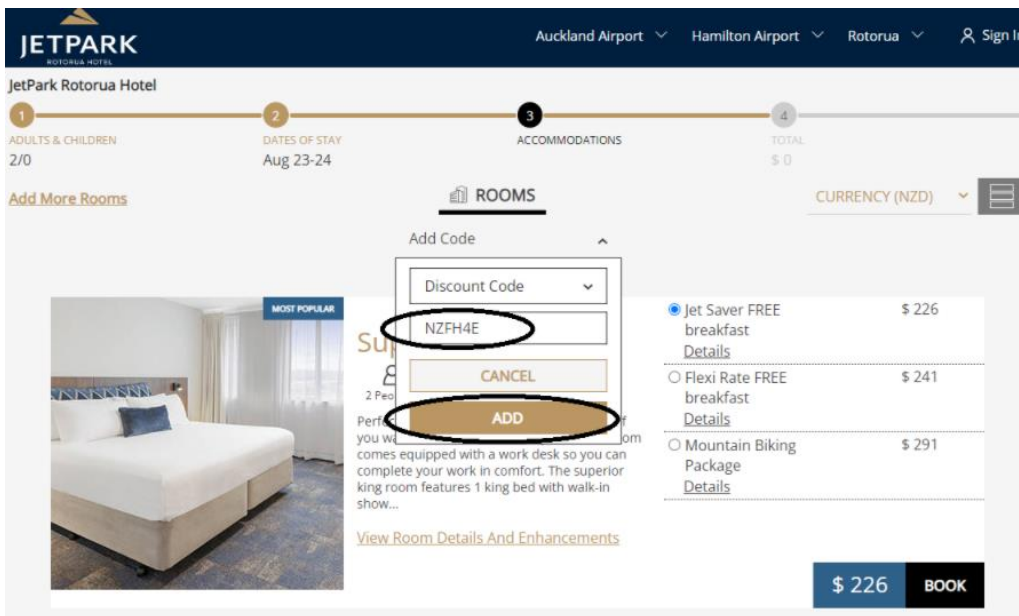 JETPARK
ROTORUA HOTEL
Auckland Airport
Hamilton Airport
Rotorua
Sign
JetPark Rotorua Hotel
1
2
3
4
ADULTS & CHILDREN
DATES OF STAY
ACCOMMODATIONS
TOTAL
2/0
Aug 23-24
$ 0
Add More Rooms
ROOMS
CURRENCY (NZD)
Add Code
Discount Code
NZFH4E
CANCEL
ADD
MOST POPULAR
2
you
comes equipped with a work desk so you can
complete your work in comfort. The superior
king room features 1 king bed with walk-in
show...
View Room Details And Enhancements
Jet Saver FREE
breakfast
$ 226
Details
Flexi Rate FREE
breakfast
$ 241
Details
Mountain Biking
Package
$ 291
Details
$ 226
BOOK